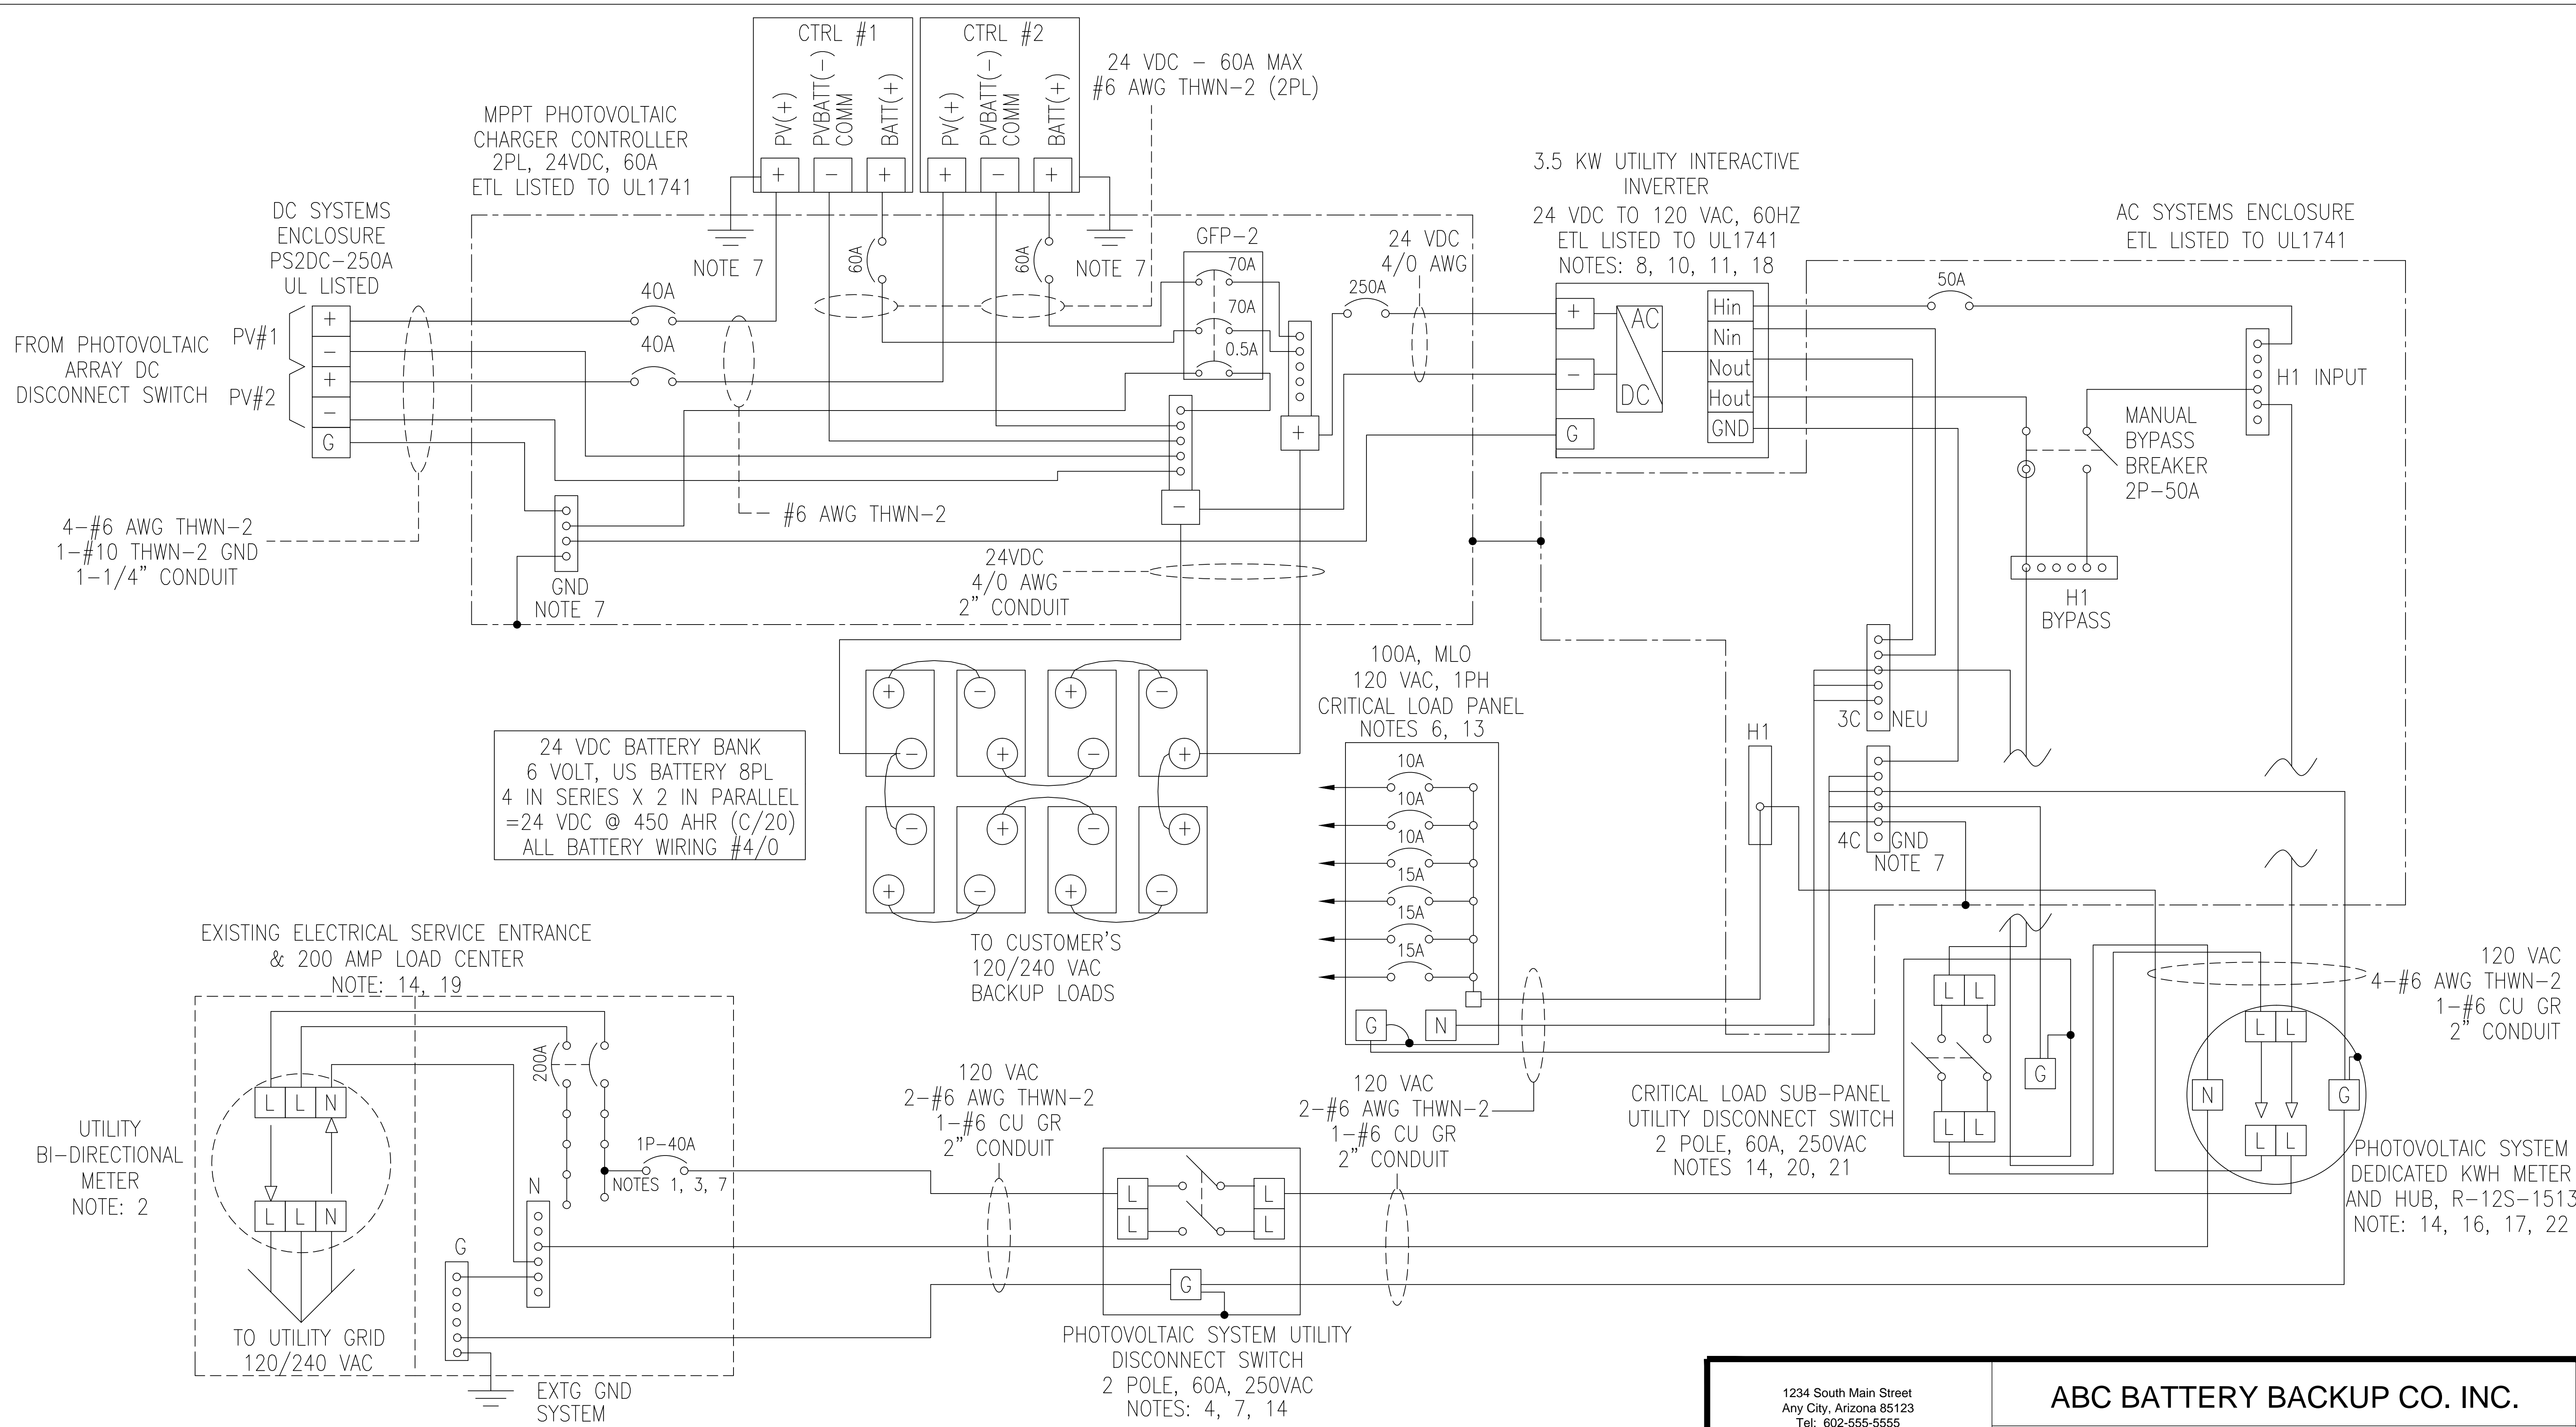 CTRL #1
PV(+)
PVBATT(-)
COMM
BATT(+)
+
-
+
CTRL #2
PV(+)
PVBATT(-)
COMM
BATT(+)
+
-
+
24 VDC - 60A MAX
#6 AWG THWN-2 (2PL)
MPPT PHOTOVOLTAIC
CHARGER CONTROLLER
2PL, 24VDC, 60A
ETL LISTED TO UL1741
NOTE 7
60A
60A
NOTE 7
DC SYSTEMS
ENCLOSURE
PS2DC-250A
UL LISTED
FROM PHOTOVOLTAIC
ARRAY DC
DISCONNECT SWITCH
PV#1
PV#2
+
-
+
-
G
40A
40A
4-#6 AWG THWN-2
1-#10 THWN-2 GND
1-1/4" CONDUIT
#6 AWG THWN-2
GND
NOTE 7
GFP-2
70A
70A
0.5A
+
-
250A
24 VDC
4/0 AWG
24VDC
4/0 AWG
2" CONDUIT
3.5 KW UTILITY INTERACTIVE
INVERTER
24 VDC TO 120 VAC, 60HZ
ETL LISTED TO UL1741
NOTES: 8, 10, 11, 18
+
-
G
AC
DC
Hin
Nin
Nout
Hout
GND
AC SYSTEMS ENCLOSURE
ETL LISTED TO UL1741
50A
H1 INPUT
MANUAL
BYPASS
BREAKER
2P-50A
H1
BYPASS
3C
NEU
4C
GND
NOTE 7
H1
24 VDC BATTERY BANK
6 VOLT, US BATTERY 8PL
4 IN SERIES X 2 IN PARALLEL
=24 VDC @ 450 AHR (C/20)
ALL BATTERY WIRING #4/0
+ - + -
- + - +
- + - +
+ - + -
100A, MLO
120 VAC, 1PH
CRITICAL LOAD PANEL
NOTES 6, 13
10A
10A
10A
15A
15A
15A
G
N
TO CUSTOMER'S
120/240 VAC
BACKUP LOADS
EXISTING ELECTRICAL SERVICE ENTRANCE
& 200 AMP LOAD CENTER
NOTE: 14, 19
UTILITY
BI-DIRECTIONAL
METER
NOTE: 2
L L N
L L N
200A
1P-40A
NOTES 1, 3, 7
N
G
TO UTILITY GRID
120/240 VAC
EXTG GND
SYSTEM
120 VAC
2-#6 AWG THWN-2
1-#6 CU GR
2" CONDUIT
L
L
L
L
G
PHOTOVOLTAIC SYSTEM UTILITY
DISCONNECT SWITCH
2 POLE, 60A, 250VAC
NOTES: 4, 7, 14
120 VAC
2-#6 AWG THWN-2
1-#6 CU GR
2" CONDUIT
CRITICAL LOAD SUB-PANEL
UTILITY DISCONNECT SWITCH
2 POLE, 60A, 250VAC
NOTES 14, 20, 21
L L
G
L L
120 VAC
4-#6 AWG THWN-2
1-#6 CU GR
2" CONDUIT
L L
N
G
L L
PHOTOVOLTAIC SYSTEM
DEDICATED KWH METER
AND HUB, R-12S-1513
NOTE: 14, 16, 17, 22
1234 South Main Street
Any City, Arizona 85123
Tel: 602-555-5555
ABC BATTERY BACKUP CO. INC.